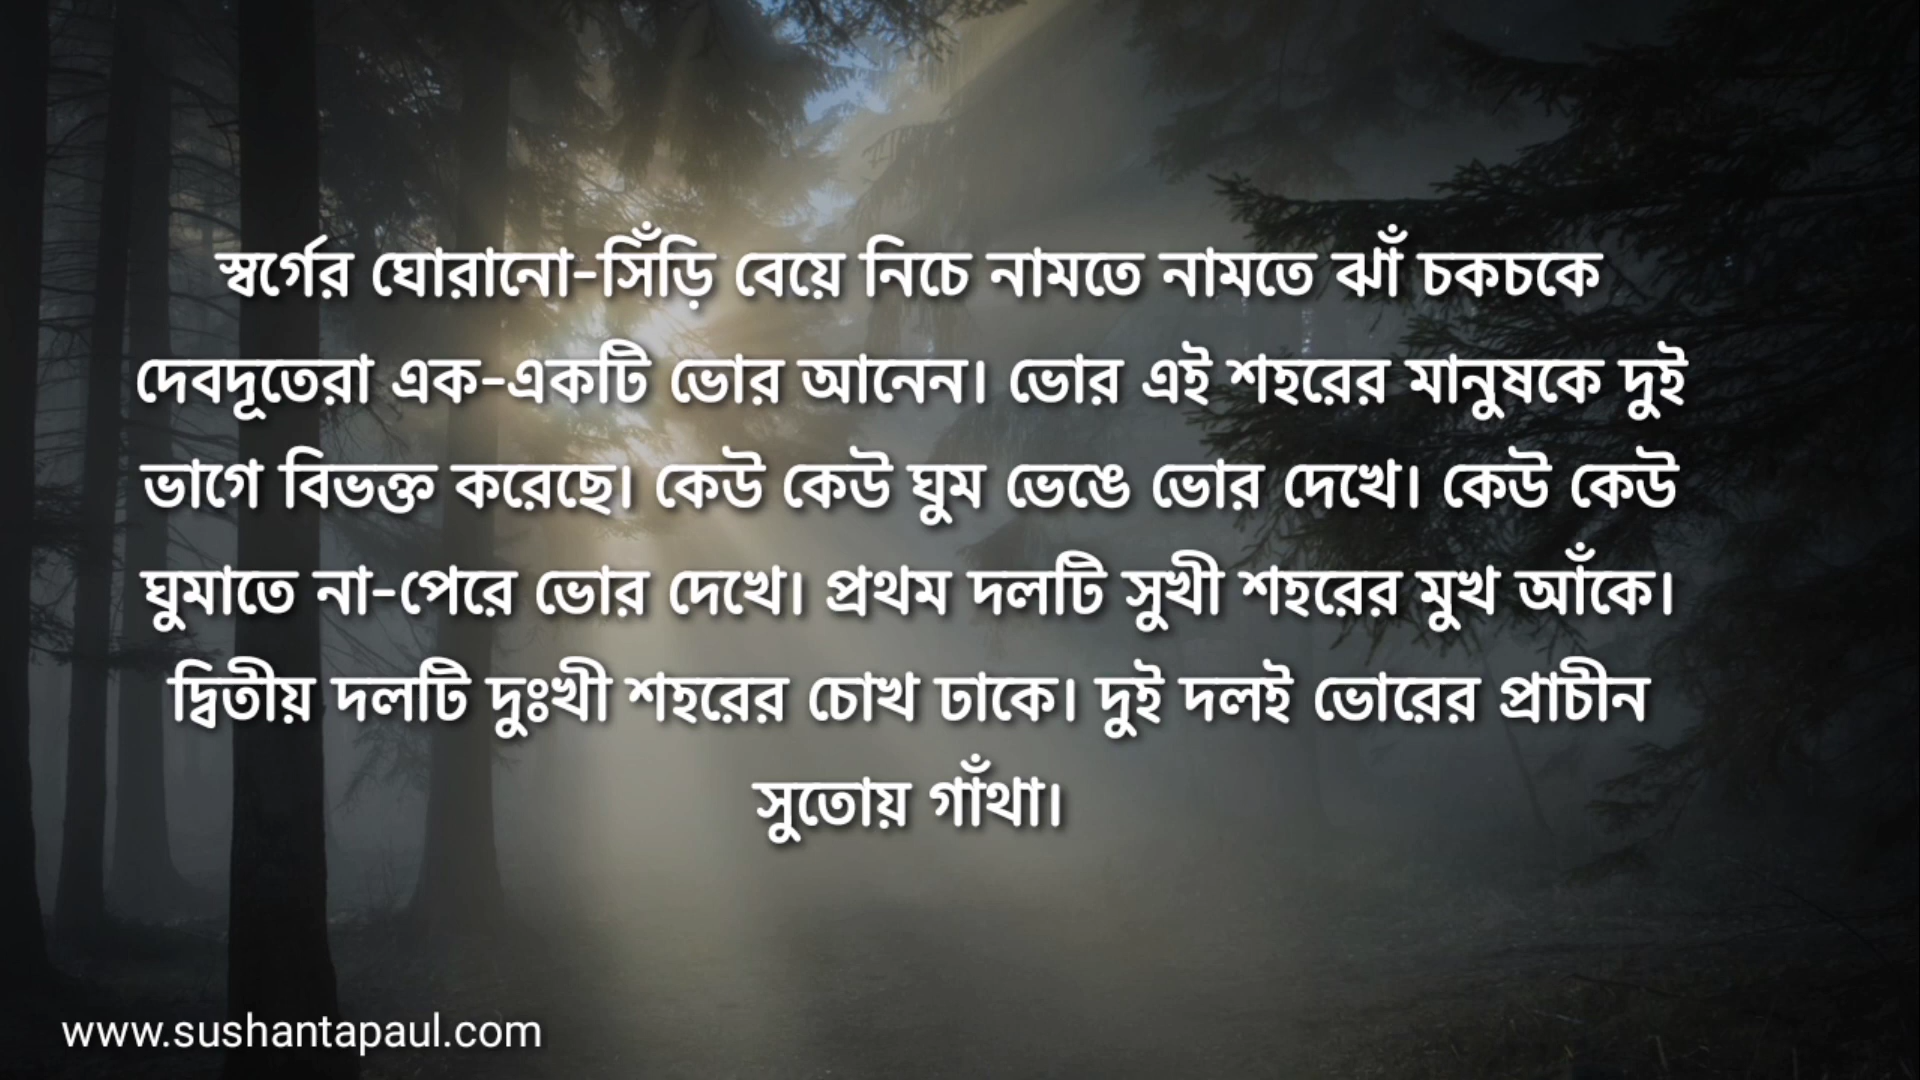 স্বর্গের ঘোরানো-সিঁড়ি বেয়ে নিচে নামতে নামতে ঝাঁ চকচকে
দেবদূতেরা এক-একটি ভোর আনেন। ভোর এই শহরের মানুষকে দুই
ভাগে বিভক্ত করেছে। কেউ কেউ ঘুম ভেঙে ভোর দেখে। কেউ কেউ
ঘুমাতে না-পেরে ভোর দেখে। প্রথম দলটি সুখী শহরের মুখ আঁকে।
দ্বিতীয় দলটি দুঃখী শহরের চোখ ঢাকে। দুই দলই ভোরের প্রাচীন
সুতোয় গাঁথা।
www.sushantapaul.com